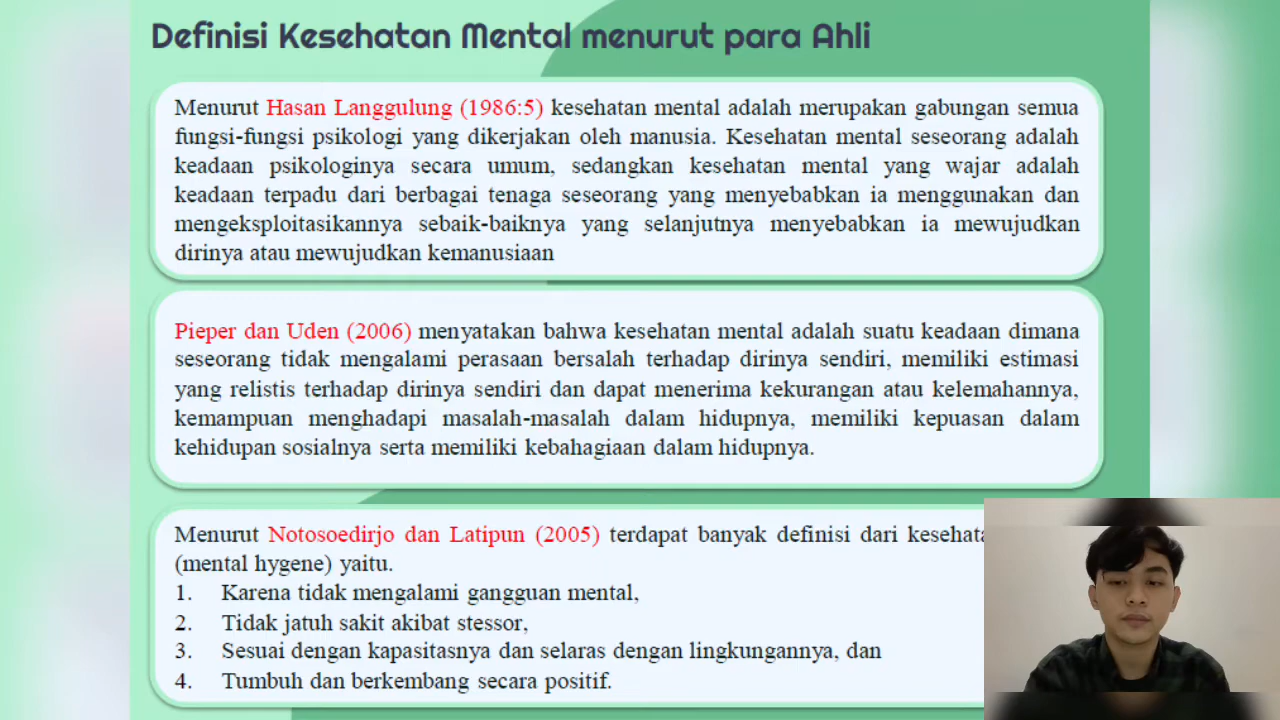 Definisi Kesehatan Mental menurut para Ahli
Menurut Hasan Langgulung (1986:5) kesehatan mental adalah merupakan gabungan semua
fungsi-fungsi psikologi yang dikerjakan oleh manusia. Kesehatan mental seseorang adalah
keadaan psikologinya secara umum, sedangkan kesehatan mental yang wajar adalah
keadaan terpadu dari berbagai tenaga seseorang yang menyebabkan ia menggunakan dan
mengeksploitasikannya sebaik-baiknya yang selanjutnya menyebabkan ia mewujudkan
dirinya atau mewujudkan kemanusiaan
Pieper dan Uden (2006) menyatakan bahwa kesehatan mental adalah suatu keadaan dimana
seseorang tidak mengalami perasaan bersalah terhadap dirinya sendiri, memiliki estimasi
yang relistis terhadap dirinya sendiri dan dapat menerima kekurangan atau kelemahannya,
kemampuan menghadapi masalah-masalah dalam hidupnya, memiliki kepuasan dalam
kehidupan sosialnya serta memiliki kebahagiaan dalam hidupnya.
Menurut Notosoedirjo dan Latipun (2005) terdapat banyak definisi dari
(mental hygene) yaitu.
1. Karena tidak mengalami gangguan mental,
2. Tidak jatuh sakit akibat stessor,
3. Sesuai dengan kapasitasnya dan selaras dengan lingkungannya, dan
4. Tumbuh dan berkembang secara positif.